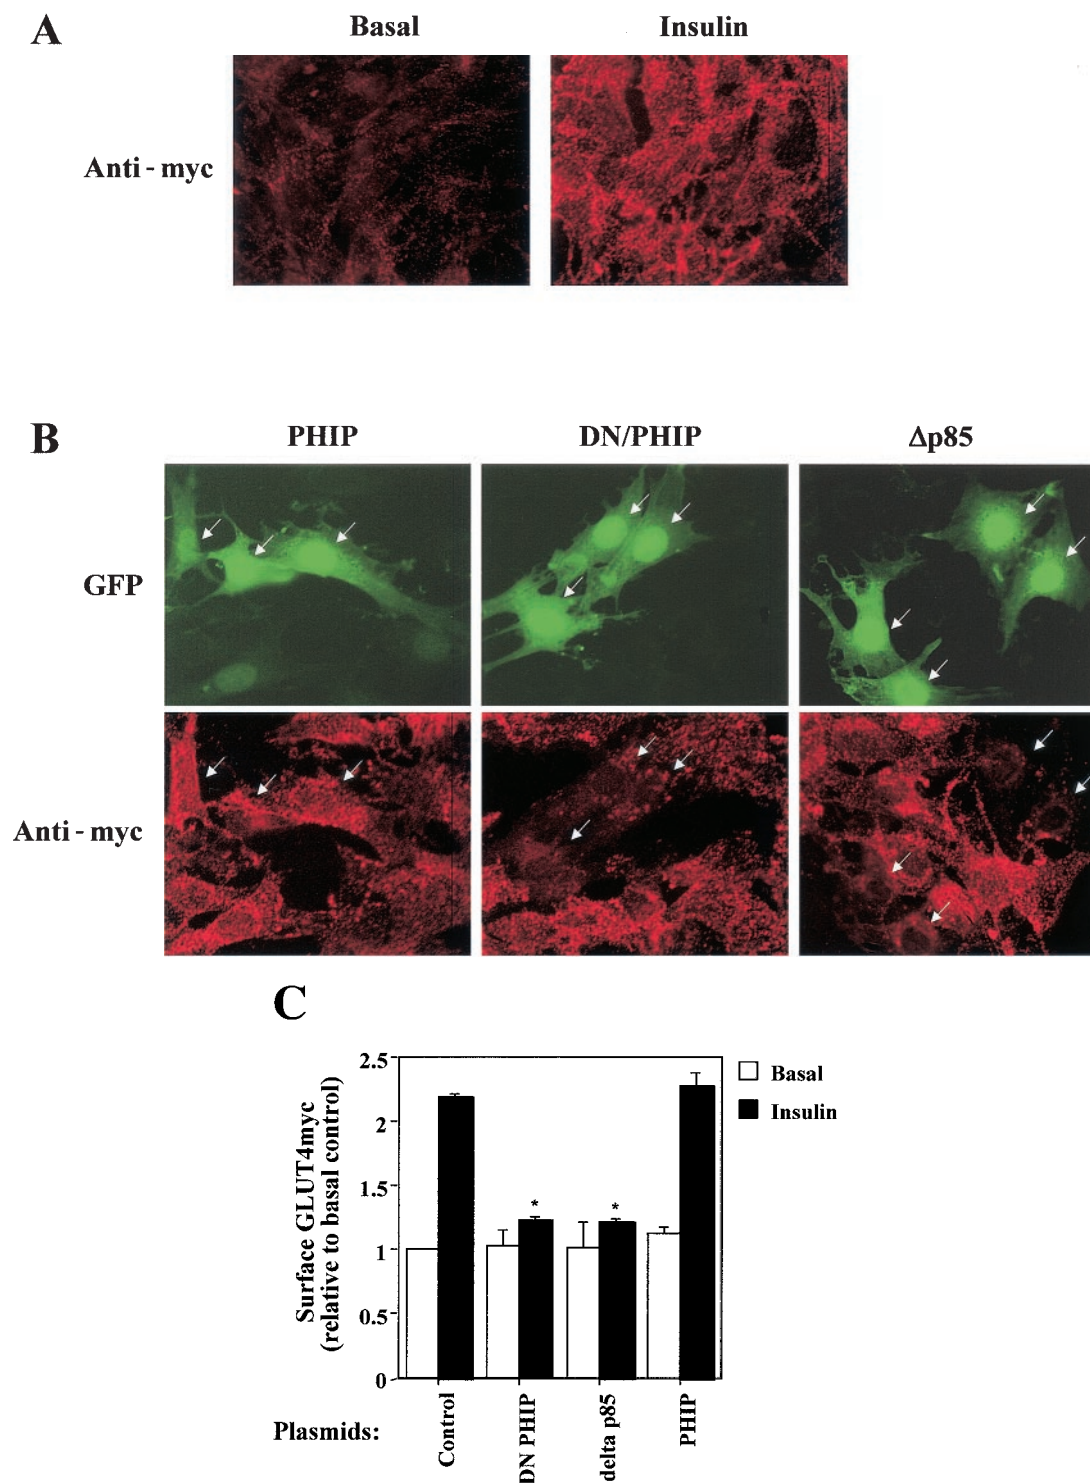 A
Basal
Insulin
Anti - myc
B
PHIP
DN/PHIP
Δp85
GFP
Anti - myc
C
Surface GLUT4myc
(relative to basal control)
2.5
2
1.5
1
0.5
0
*
*
Basal
Insulin
Plasmids:
Control
DN PHIP
delta p85
PHIP